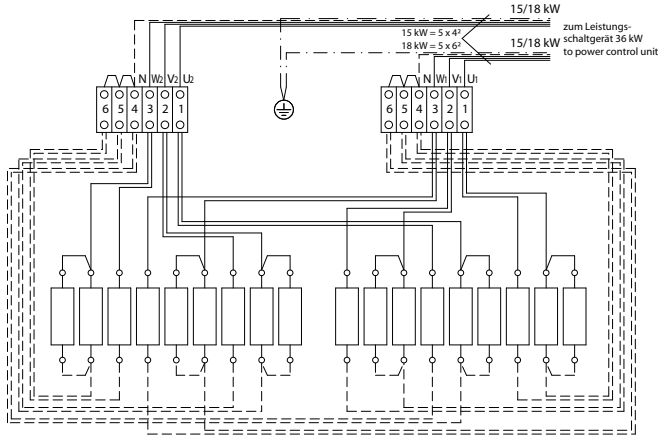 15/18 kW
15 kW = 5 x 4²
18 kW = 5 x 6²
15/18 kW
zum Leistungs-
schaltgerät 36 kW
to power control unit
N W2 V2 U2
6 5 4 3 2 1
N W1 V1 U1
6 5 4 3 2 1